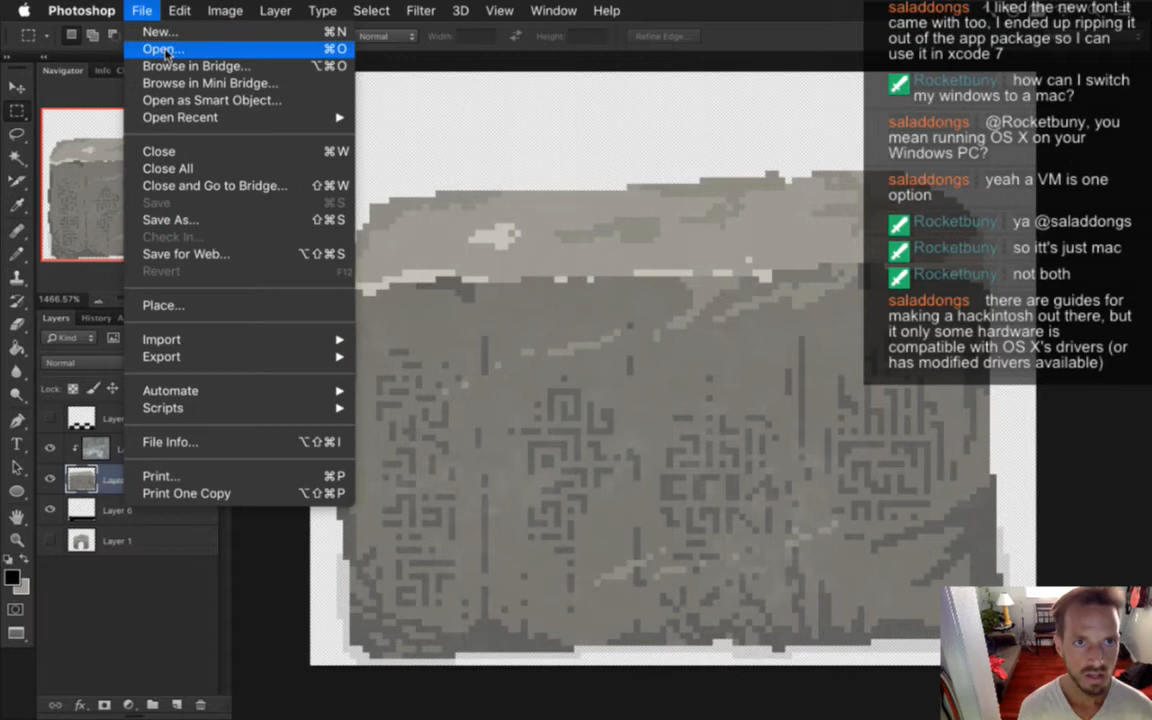 Photoshop File Edit Image Layer Type Select Filter 3D View Window Help
Normal Width: Height: Refine Edge...
Navigator Info
1466.57%
Layers History
Kind
Normal
Lock:
Layer 6
Layer 1
fx
New... ⌘N
Open... ⌘O
Browse in Bridge... ⌥⌘O
Browse in Mini Bridge...
Open as Smart Object...
Open Recent
Close ⌘W
Close All
Close and Go to Bridge... ⇧⌘W
Save ⌘S
Save As... ⇧⌘S
Check In...
Save for Web... ⌥⇧⌘S
Revert F12
Place...
Import
Export
Automate
Scripts
File Info... ⌥⇧⌘I
Print... ⌘P
Print One Copy ⌥⇧⌘P
saladdongs I liked the new font it
came with too, I ended up ripping it
out of the app package so I can
use it in xcode 7
Rocketbuny how can I switch
my windows to a mac?
saladdongs @Rocketbuny, you
mean running OS X on your
Windows PC?
saladdongs yeah a VM is one
option
Rocketbuny ya @saladdongs
Rocketbuny so itt's just mac
Rocketbuny not both
saladdongs there are guides for
making a hackintosh out there, but
it only some hardware is
compatible with OS X's drivers (or
has modified drivers available)